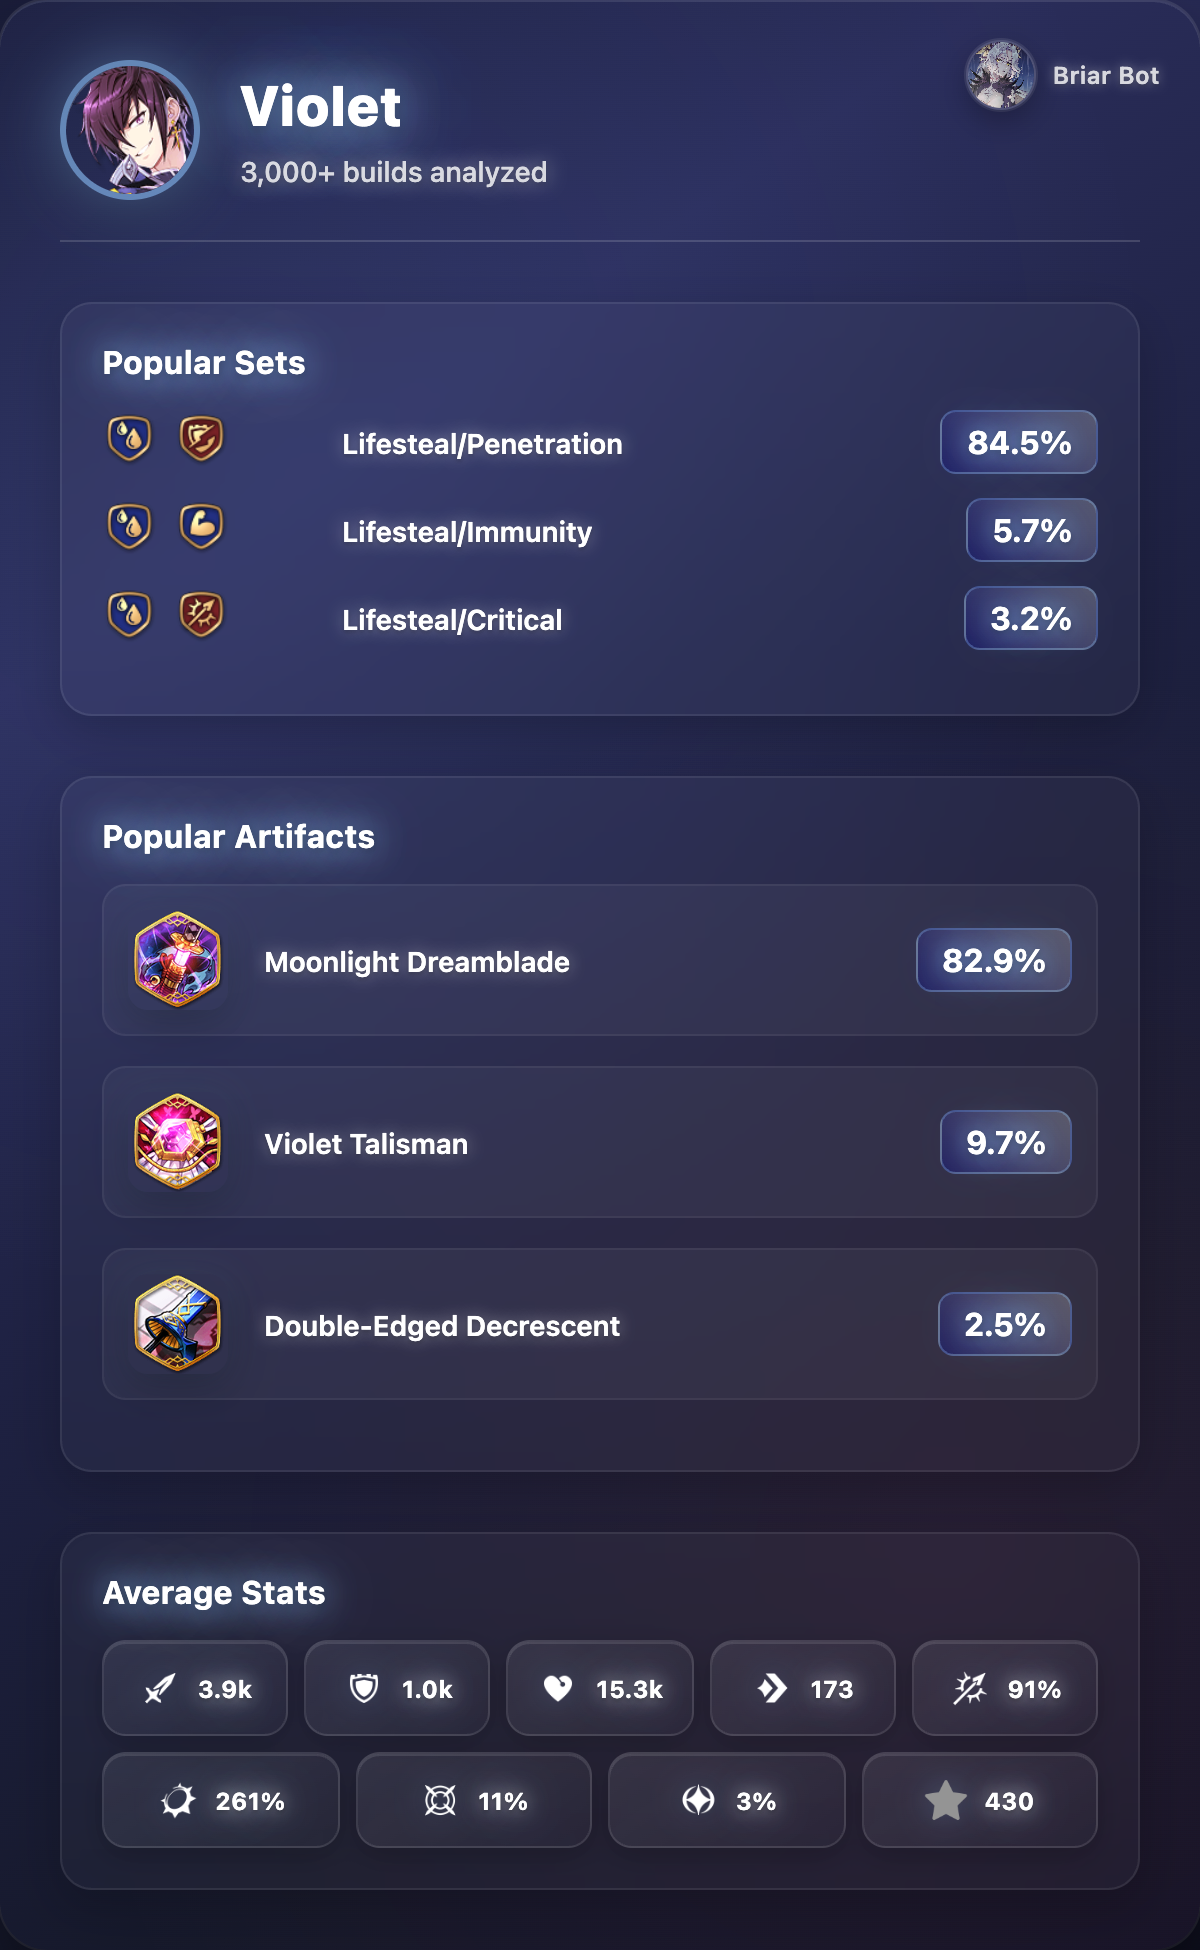 Violet
3,000+ builds analyzed
Briar Bot
Popular Sets
Lifesteal/Penetration
84.5%
Lifesteal/Immunity
5.7%
Lifesteal/Critical
3.2%
Popular Artifacts
Moonlight Dreamblade
82.9%
Violet Talisman
9.7%
Double-Edged Decrescent
2.5%
Average Stats
3.9k
1.0k
15.3k
173
91%
261%
11%
3%
430